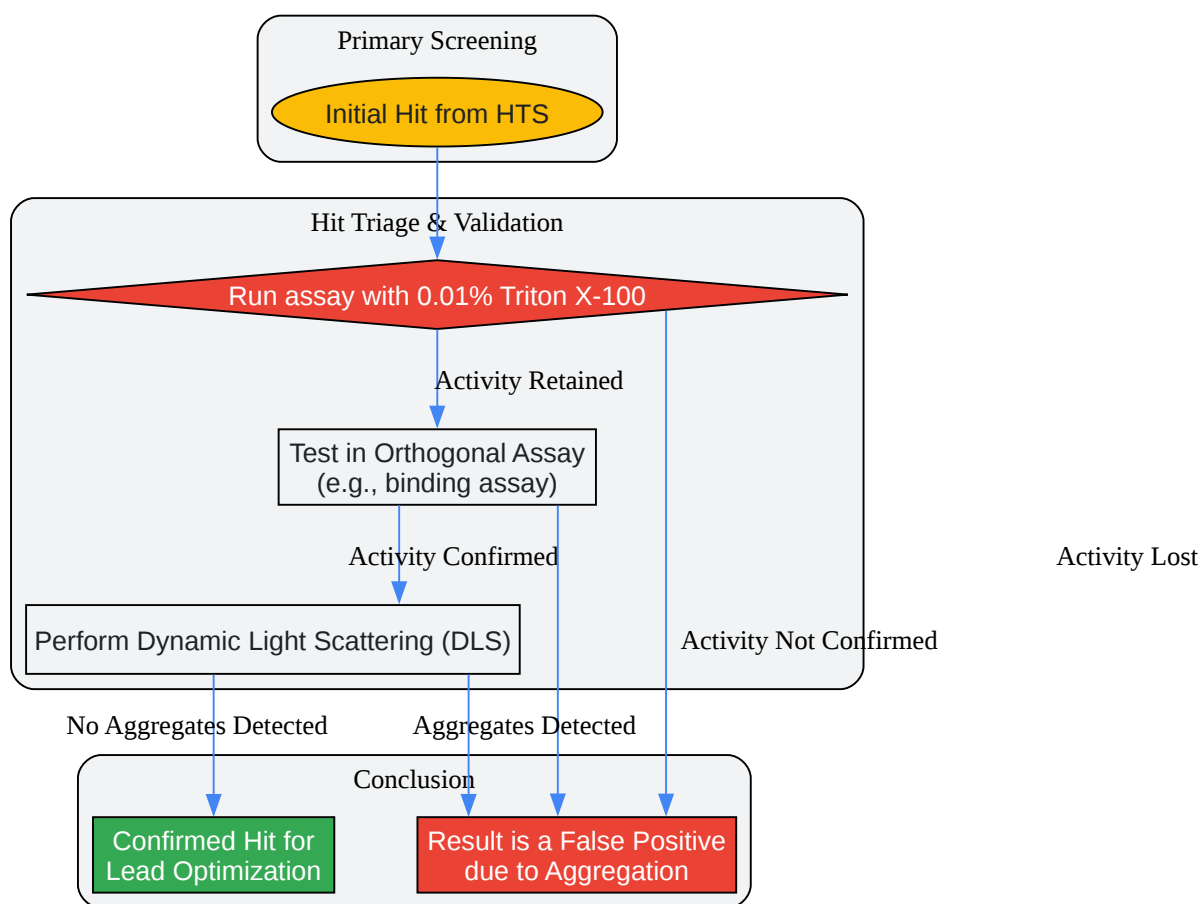 Primary Screening
Initial Hit from HTS
Hit Triage & Validation
Run assay with 0.01% Triton X-100
Activity Retained
Test in Orthogonal Assay
(e.g., binding assay)
Activity Confirmed
Activity Lost
Perform Dynamic Light Scattering (DLS)
Activity Not Confirmed
No Aggregates Detected
Aggregates Detected
Conclusion
Confirmed Hit for
Lead Optimization
Result is a False Positive
due to Aggregation